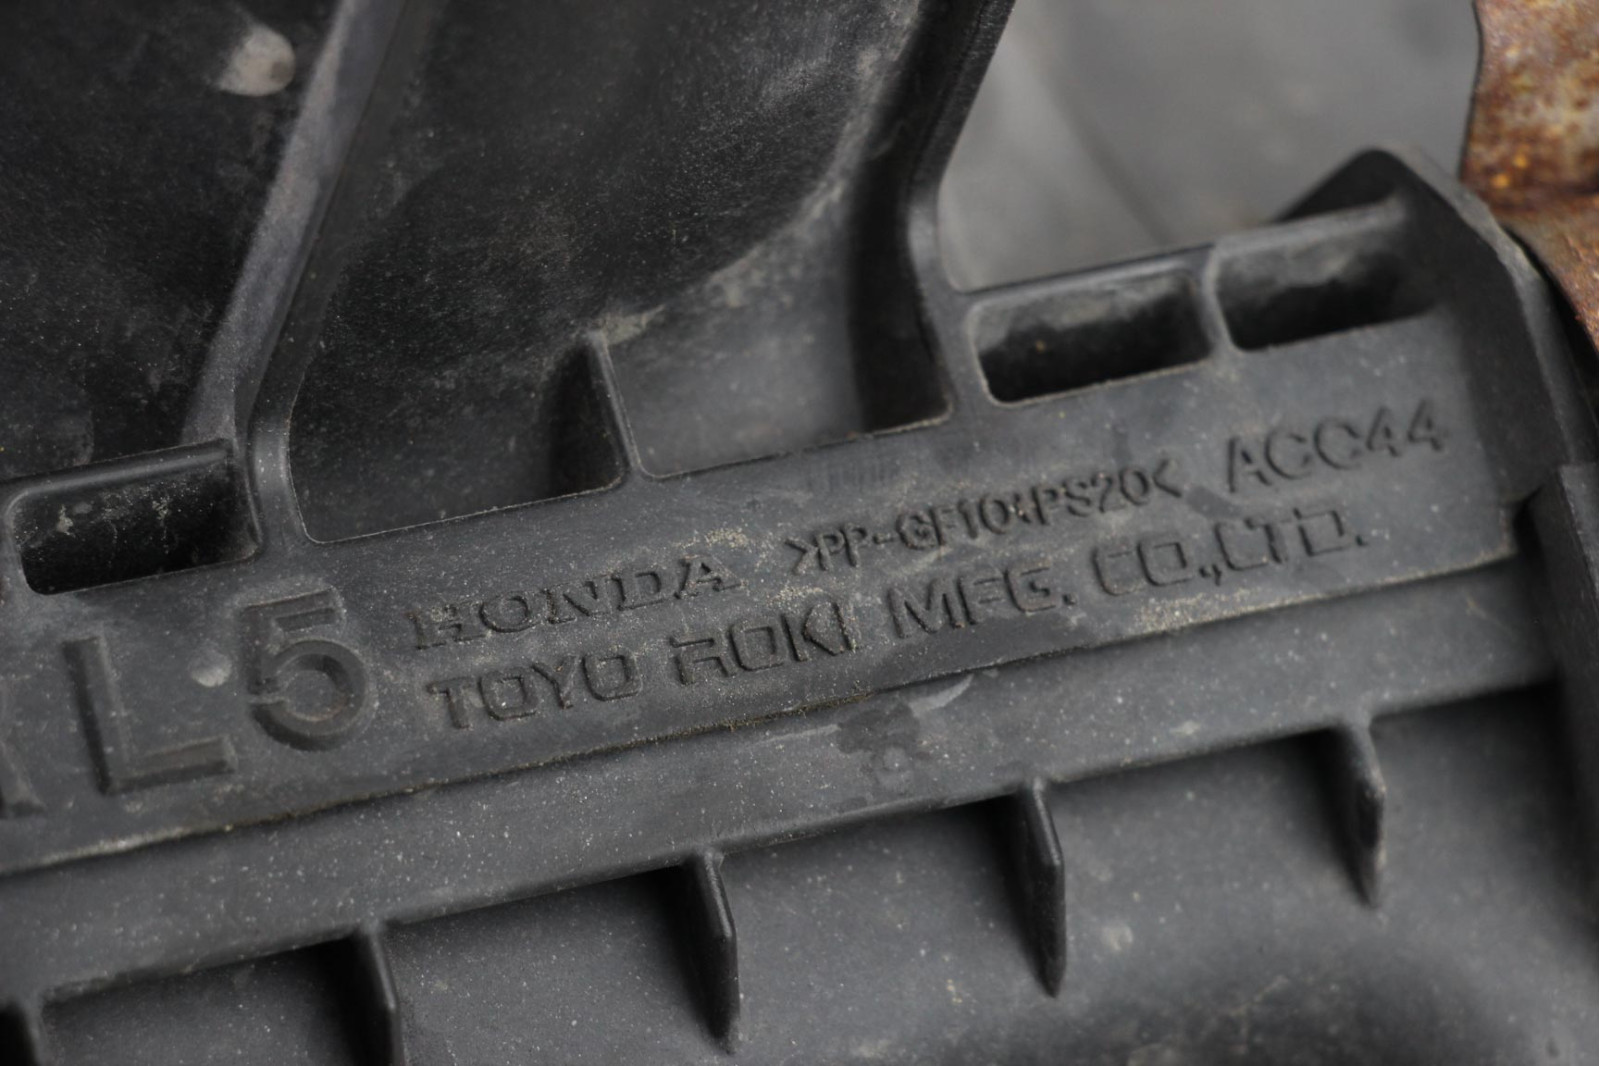 RL5
HONDA >PP-GF10+PS20< ACC44
TOYO ROKI MFG. CO.,LTD.